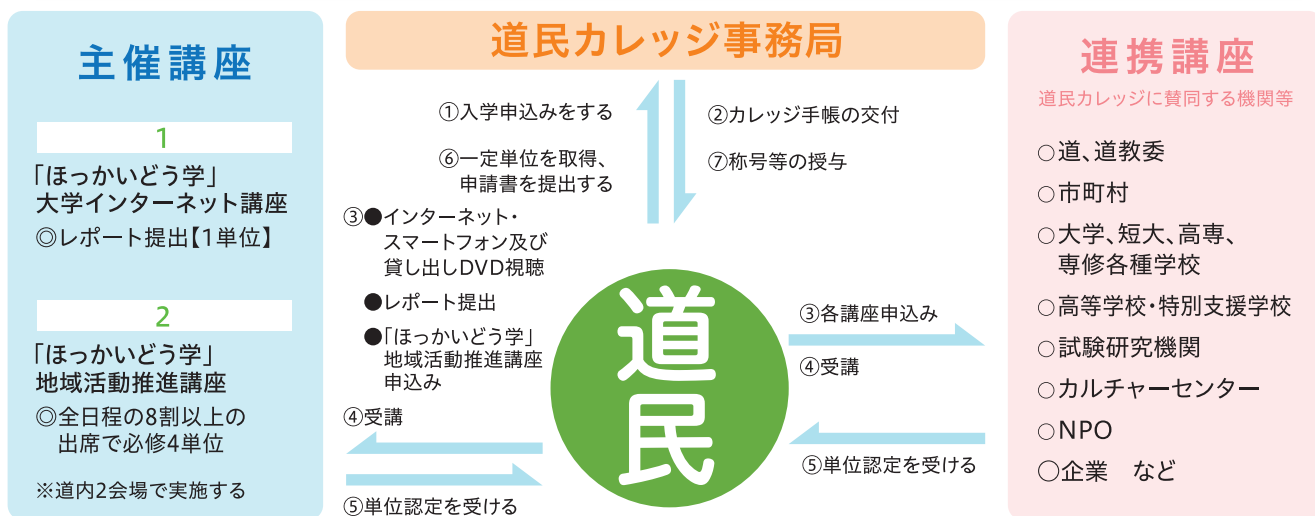 主催講座
1
「ほっかいどう学」
大学インターネット講座
◎レポート提出【1単位】
2
「ほっかいどう学」
地域活動推進講座
◎全日程の8割以上の
出席で必修4単位
※道内2会場で実施する
道民カレッジ事務局
①入学申込みをする
⑥一定単位を取得、
申請書を提出する
②カレッジ手帳の交付
⑦称号等の授与
③●インターネット・
スマートフォン及び
貸し出しDVD視聴
●レポート提出
●「ほっかいどう学」
地域活動推進講座
申込み
④受講
⑤単位認定を受ける
道民
③各講座申込み
④受講
⑤単位認定を受ける
連携講座
道民カレッジに賛同する機関等
○道、道教委
○市町村
○大学、短大、高専、
専修各種学校
○高等学校・特別支援学校
○試験研究機関
○カルチャーセンター
○NPO
○企業　など